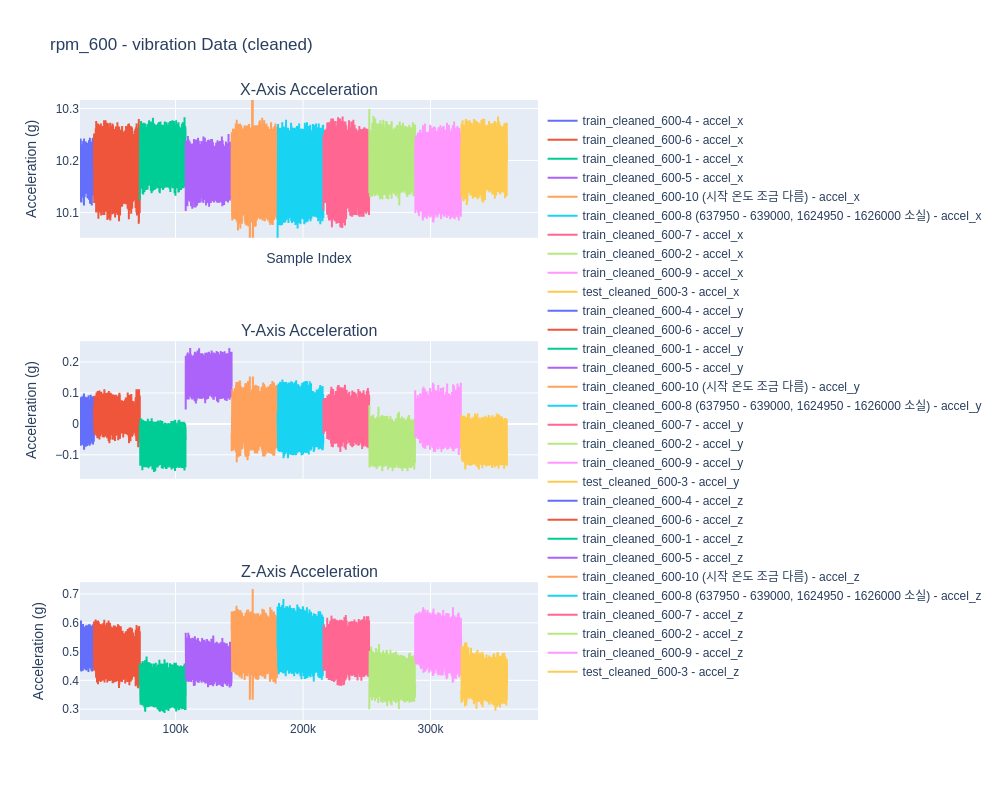 rpm_600 - vibration Data (cleaned)
X-Axis Acceleration
Acceleration (g)
10.3
10.2
10.1
Sample Index
Y-Axis Acceleration
Acceleration (g)
0.2
0.1
0
−0.1
Z-Axis Acceleration
Acceleration (g)
0.7
0.6
0.5
0.4
0.3
100k
200k
300k
train_cleaned_600-4 - accel_x
train_cleaned_600-6 - accel_x
train_cleaned_600-1 - accel_x
train_cleaned_600-5 - accel_x
train_cleaned_600-10 (시작 온도 조금 다름) - accel_x
train_cleaned_600-8 (637950 - 639000, 1624950 - 1626000 소실) - accel_x
train_cleaned_600-7 - accel_x
train_cleaned_600-2 - accel_x
train_cleaned_600-9 - accel_x
test_cleaned_600-3 - accel_x
train_cleaned_600-4 - accel_y
train_cleaned_600-6 - accel_y
train_cleaned_600-1 - accel_y
train_cleaned_600-5 - accel_y
train_cleaned_600-10 (시작 온도 조금 다름) - accel_y
train_cleaned_600-8 (637950 - 639000, 1624950 - 1626000 소실) - accel_y
train_cleaned_600-7 - accel_y
train_cleaned_600-2 - accel_y
train_cleaned_600-9 - accel_y
test_cleaned_600-3 - accel_y
train_cleaned_600-4 - accel_z
train_cleaned_600-6 - accel_z
train_cleaned_600-1 - accel_z
train_cleaned_600-5 - accel_z
train_cleaned_600-10 (시작 온도 조금 다름) - accel_z
train_cleaned_600-8 (637950 - 639000, 1624950 - 1626000 소실) - accel_z
train_cleaned_600-7 - accel_z
train_cleaned_600-2 - accel_z
train_cleaned_600-9 - accel_z
test_cleaned_600-3 - accel_z